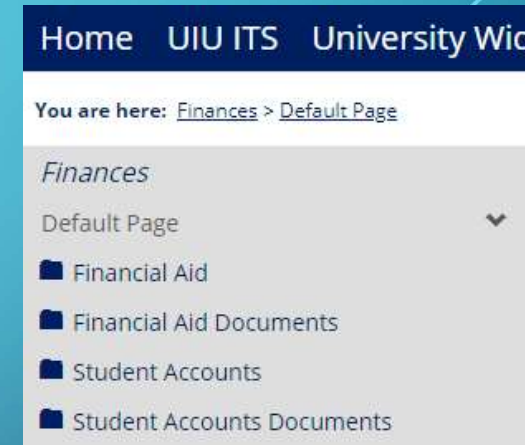 Home UIU ITS University
You are here: Finances > Default Page
Finances
Default Page
Financial Aid
Financial Aid Documents
Student Accounts
Student Accounts Documents